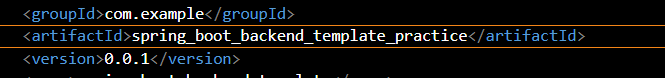 <groupId>com.example</groupId>
<artifactId>spring_boot_backend_template_practice</artifactId>
<version>0.0.1</version>